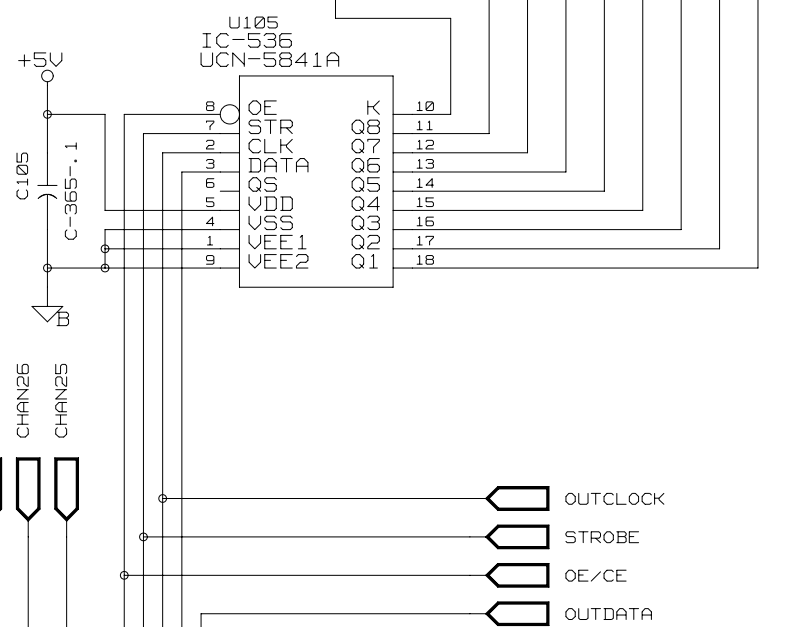 U105
IC-536
UCN-5841A
+5V
C105
C-365-.1
B
8 OE K 10
7 STR Q8 11
2 CLK Q7 12
3 DATA Q6 13
6 QS Q5 14
5 VDD Q4 15
4 VSS Q3 16
1 VEE1 Q2 17
9 VEE2 Q1 18
CHAN26
CHAN25
OUTCLOCK
STROBE
OE/CE
OUTDATA